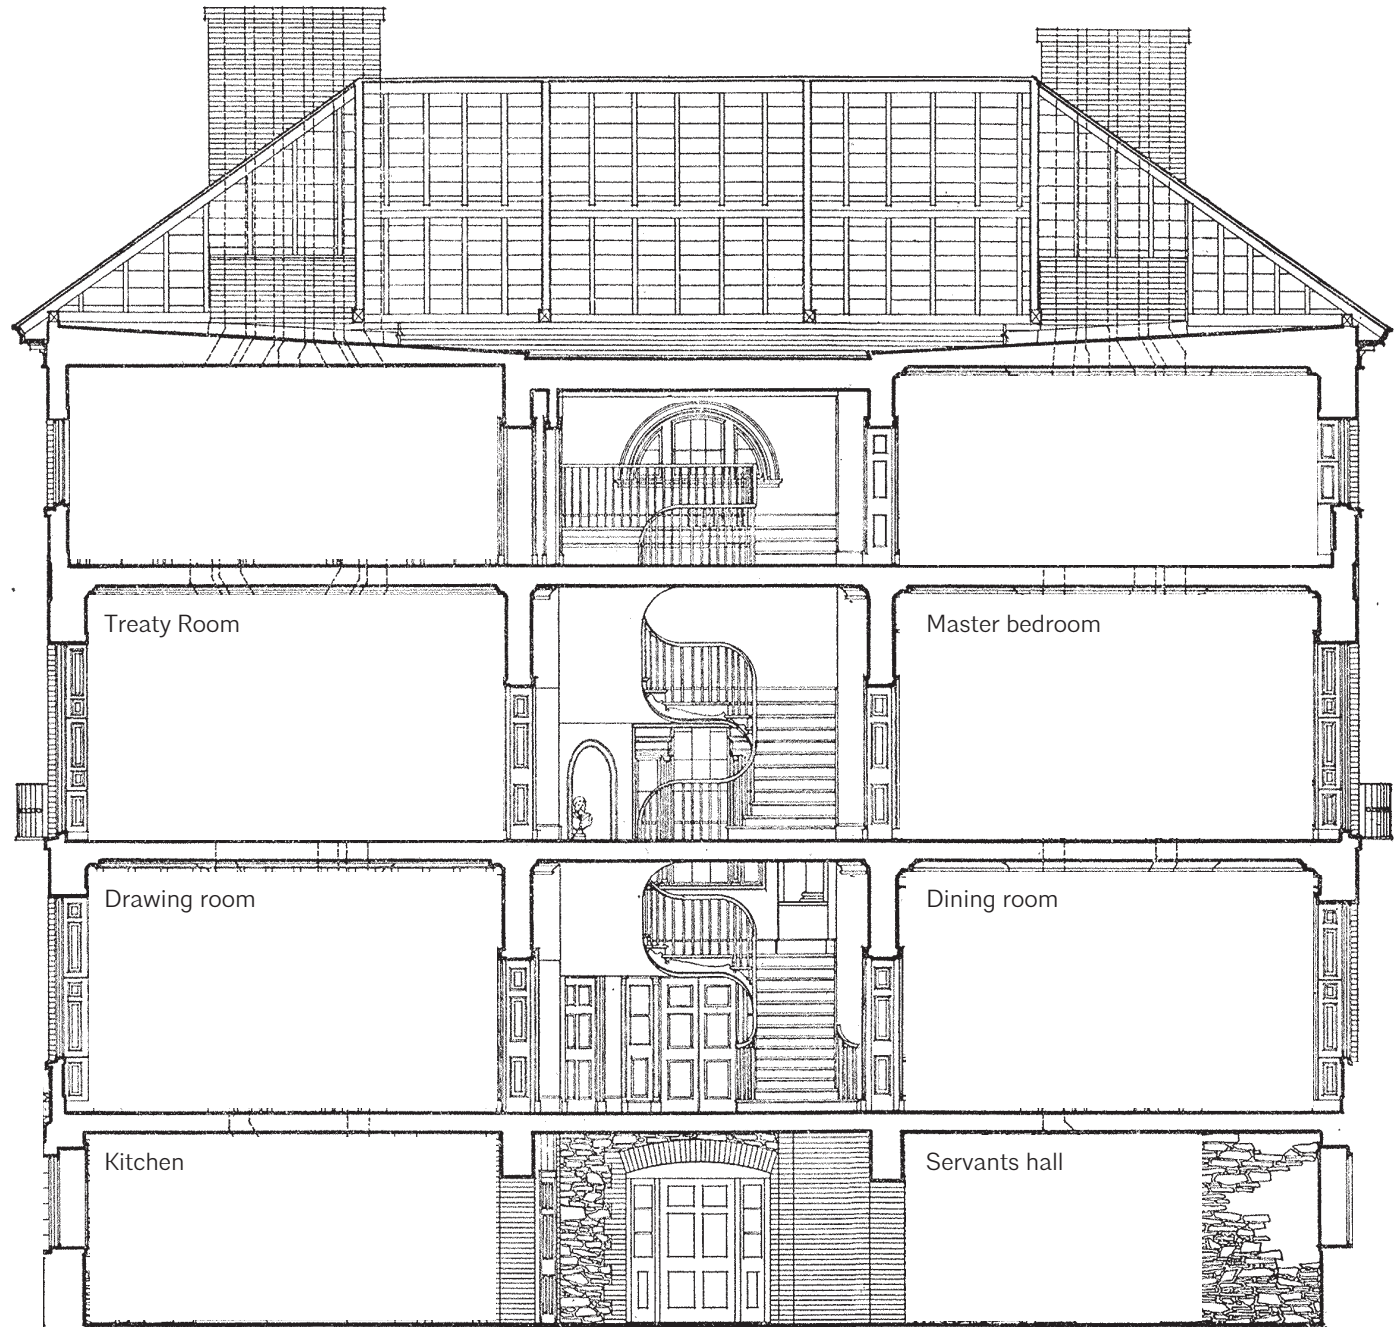 Treaty Room
Master bedroom
Drawing room
Dining room
Kitchen
Servants hall